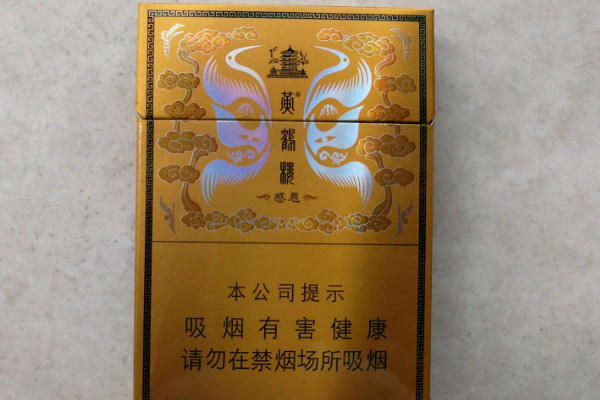 黄鹤楼®
感恩
本公司提示
吸烟有害健康
请勿在禁烟场所吸烟